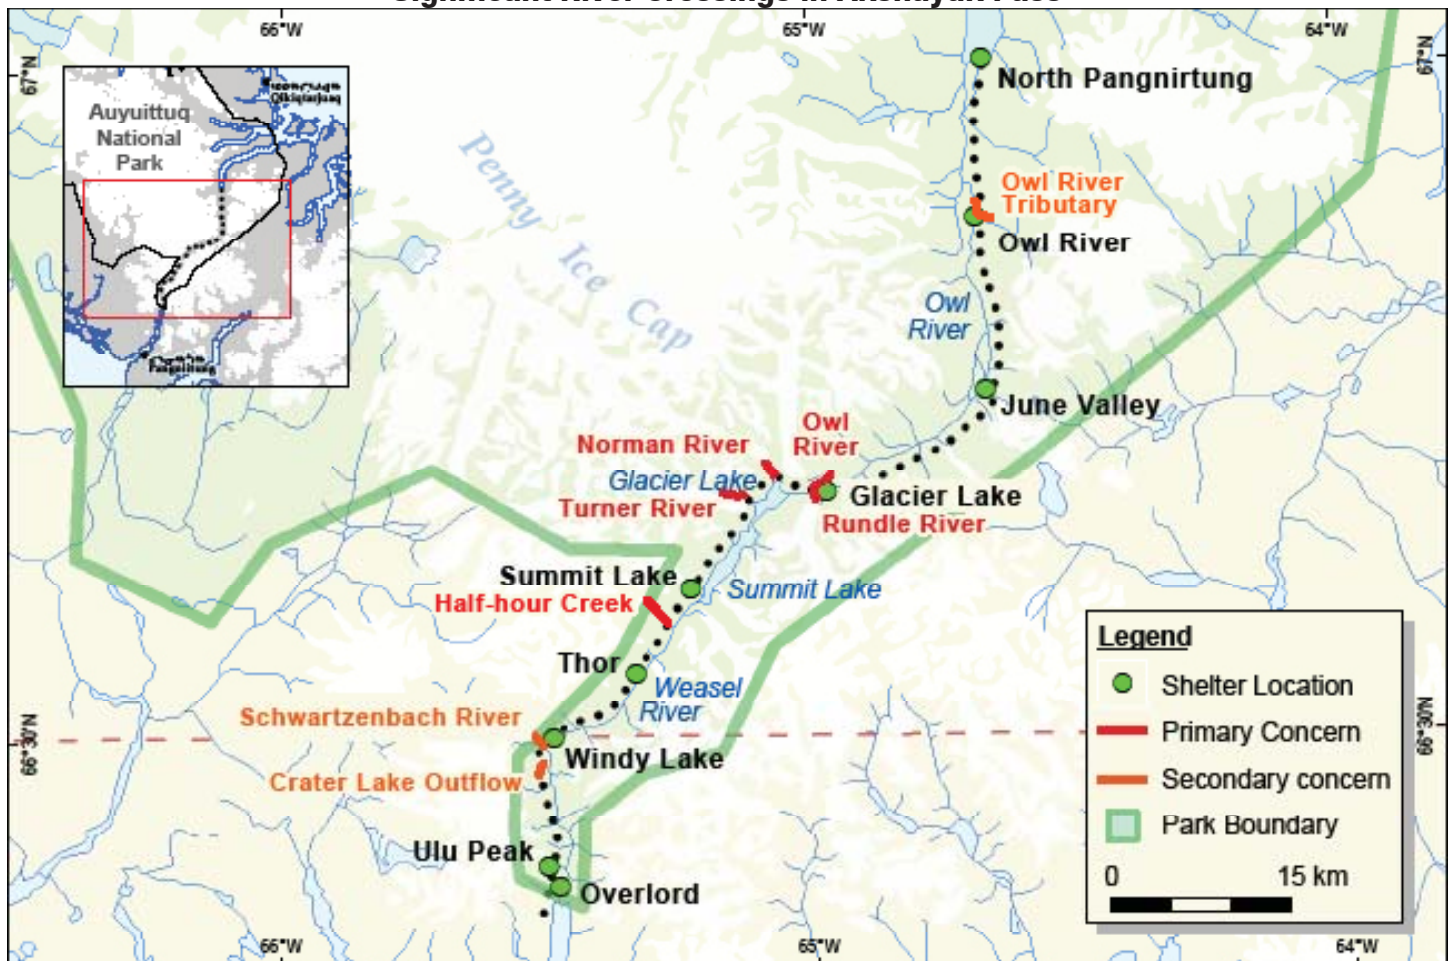 66°W
65°W
64°W
67°N
67°N
Auyuittuq
National
Park
Qikiqtarjuaq
Pangnirtung
Penny Ice Cap
North Pangnirtung
Owl River
Tributary
Owl River
Owl
River
June Valley
Owl
River
Norman River
Glacier Lake
Turner River
Glacier Lake
Rundle River
Summit Lake
Summit Lake
Half-hour Creek
Thor
Weasel
River
Schwartzenbach River
Windy Lake
Crater Lake Outflow
Ulu Peak
Overlord
66°30'N
66°30'N
Legend
Shelter Location
Primary Concern
Secondary concern
Park Boundary
0 15 km
66°W
65°W
64°W